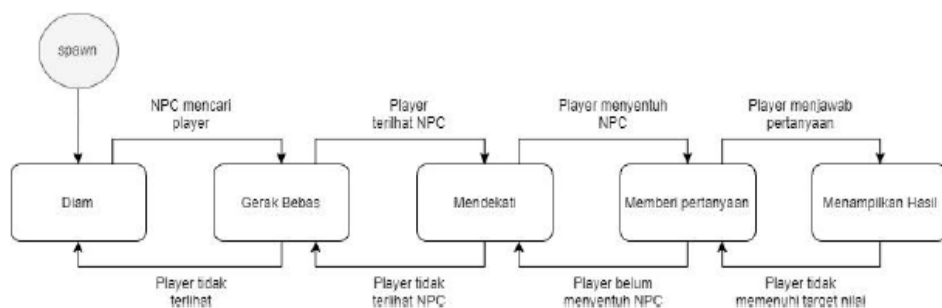 spawn
NPC mencari
player
Player
terilhat NPC
Player menyentuh
NPC
Player menjawab
pertanyaan
Diam
Gerak Bebas
Mendekati
Memberi pertanyaan
Menampilkan Hasil
Player tidak
terlihat
Player tidak
terlihat NPC
Player belum
menyentuh NPC
Player tidak
memenuhi target nilai